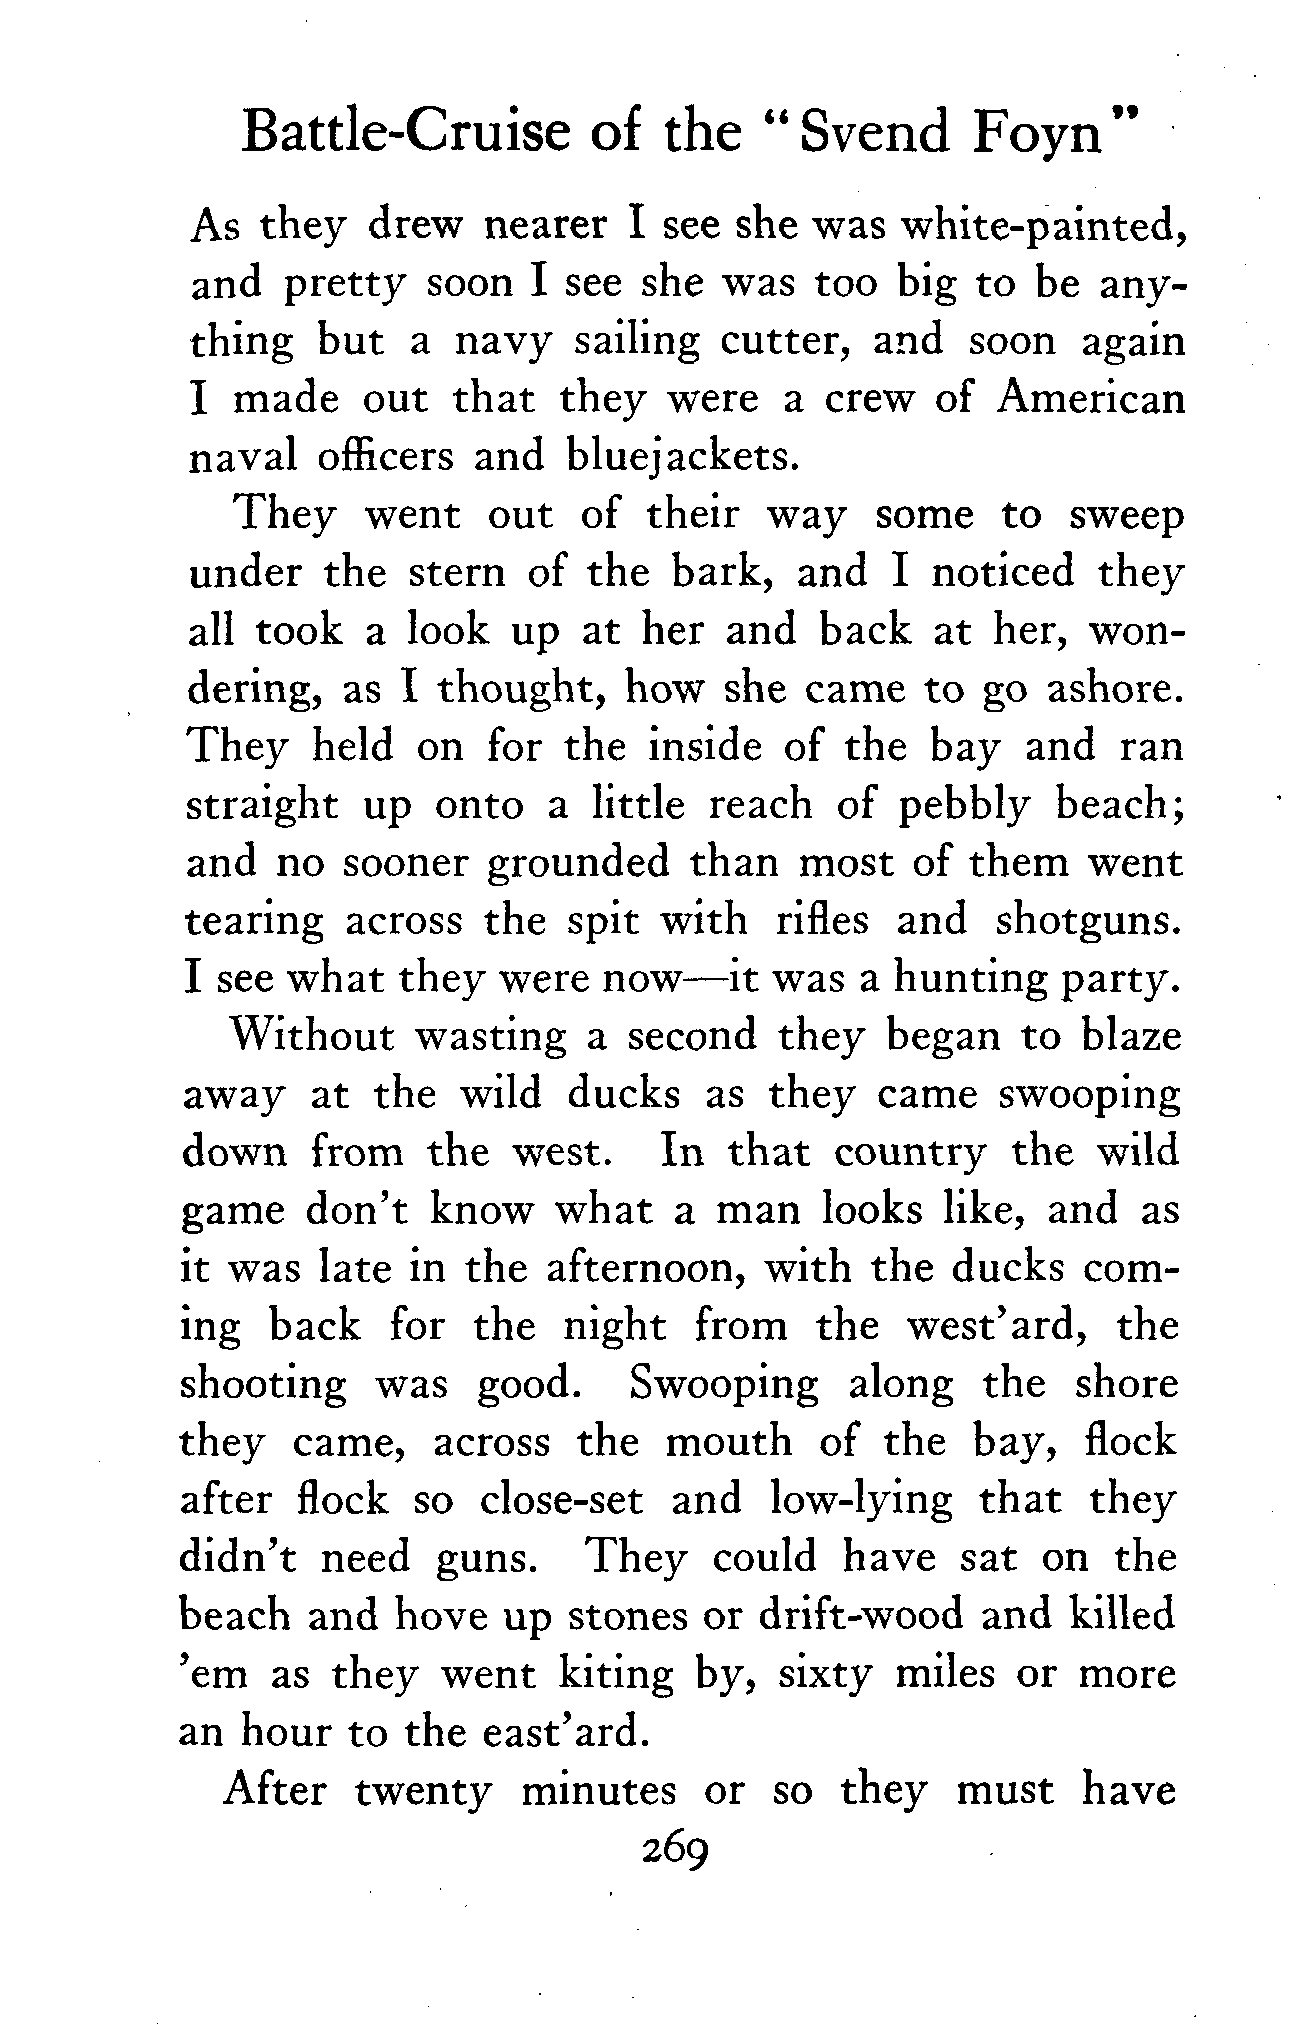 Battle-Cruise of the "Svend Foyn"
As they drew nearer I see she was white-painted,
and pretty soon I see she was too big to be any-
thing but a navy sailing cutter, and soon again
I made out that they were a crew of American
naval officers and bluejackets.
They went out of their way some to sweep
under the stern of the bark, and I noticed they
all took a look up at her and back at her, won-
dering, as I thought, how she came to go ashore.
They held on for the inside of the bay and ran
straight up onto a little reach of pebbly beach;
and no sooner grounded than most of them went
tearing across the spit with rifles and shotguns.
I see what they were now—it was a hunting party.
Without wasting a second they began to blaze
away at the wild ducks as they came swooping
down from the west. In that country the wild
game don't know what a man looks like, and as
it was late in the afternoon, with the ducks com-
ing back for the night from the west'ard, the
shooting was good. Swooping along the shore
they came, across the mouth of the bay, flock
after flock so close-set and low-lying that they
didn't need guns. They could have sat on the
beach and hove up stones or drift-wood and killed
'em as they went kiting by, sixty miles or more
an hour to the east'ard.
After twenty minutes or so they must have
269